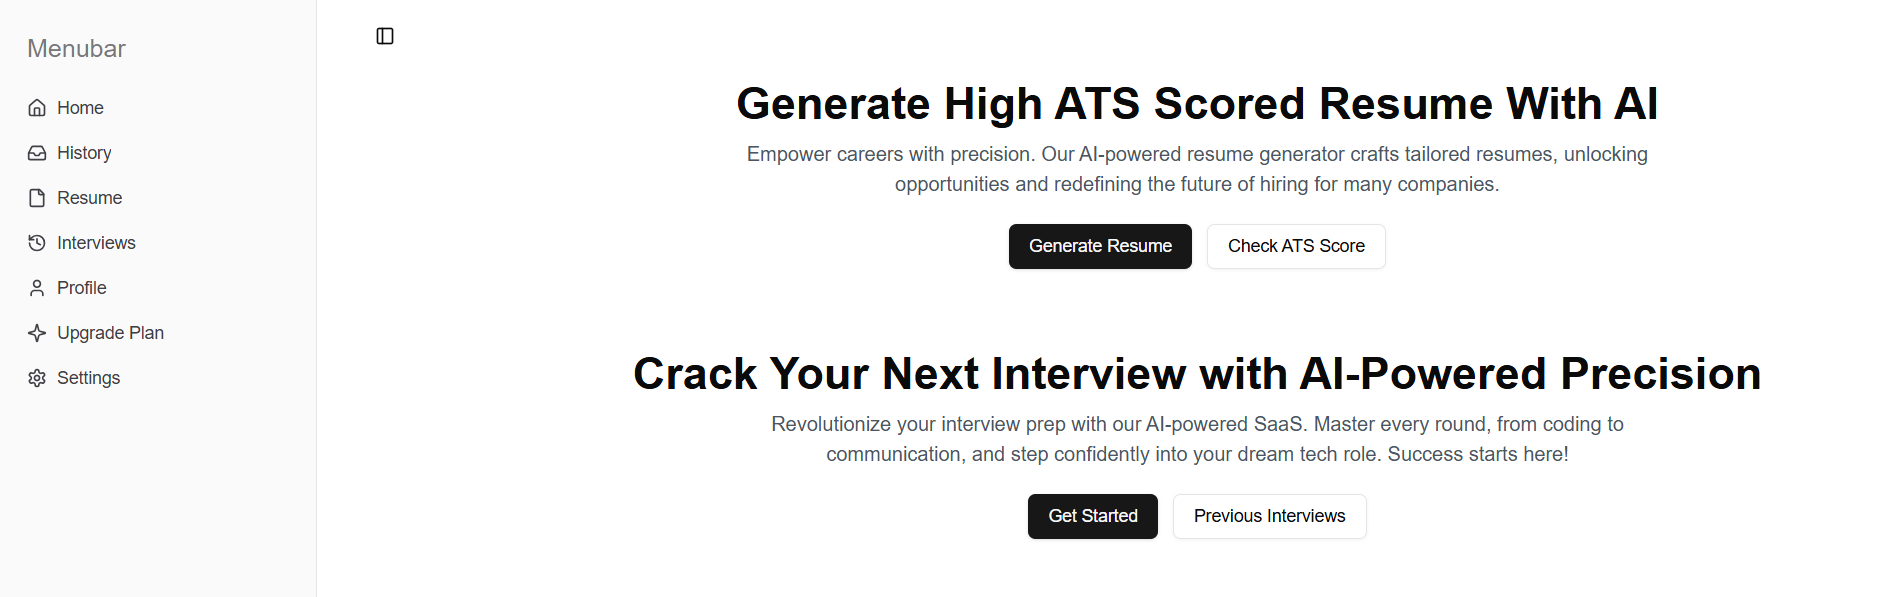 Menubar
Home
History
Resume
Interviews
Profile
Upgrade Plan
Settings
Generate High ATS Scored Resume With AI
Empower careers with precision. Our AI-powered resume generator crafts tailored resumes, unlocking
opportunities and redefining the future of hiring for many companies.
Generate Resume
Check ATS Score
Crack Your Next Interview with AI-Powered Precision
Revolutionize your interview prep with our AI-powered SaaS. Master every round, from coding to
communication, and step confidently into your dream tech role. Success starts here!
Get Started
Previous Interviews